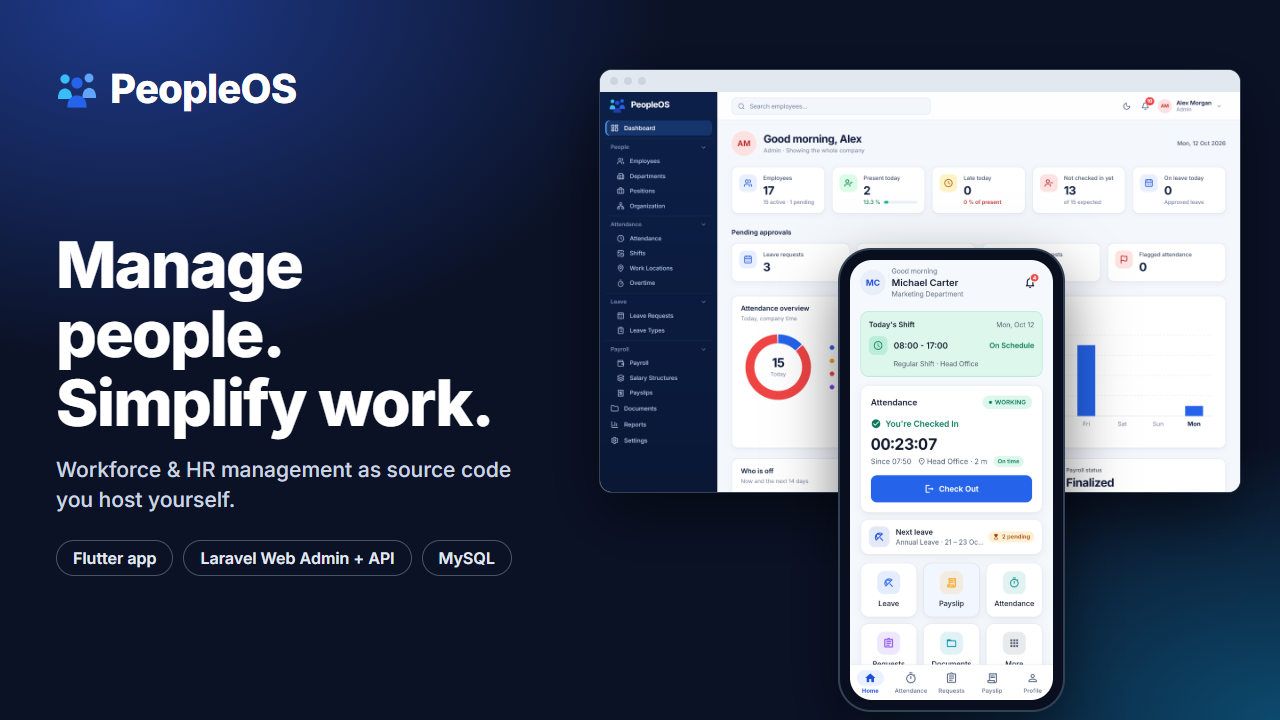 PeopleOS
Manage
people.
Simplify work.
Workforce & HR management as source code
you host yourself.
Flutter app
Laravel Web Admin + API
MySQL
PeopleOS
Dashboard
People
Employees
Departments
Positions
Organization
Attendance
Attendance
Shifts
Work Locations
Overtime
Leave
Leave Requests
Leave Types
Payroll
Payroll
Salary Structures
Payslips
Documents
Reports
Settings
Search employees...
AM
Alex Morgan
Admin
AM
Good morning, Alex
Admin · Showing the whole company
Mon, 12 Oct 2026
Employees
17
15 active · 1 pending
Present today
2
13.3 %
Late today
0
0 % of present
Not checked in yet
13
of 15 expected
On leave today
0
Approved leave
Pending approvals
Leave requests
3
Flagged attendance
0
Attendance overview
Today, company time
15
Today
Fri
Sat
Sun
Mon
Who is off
Now and the next 14 days
Payroll status
Finalized
MC
Good morning
Michael Carter
Marketing Department
4
Today's Shift
Mon, Oct 12
08:00 - 17:00
On Schedule
Regular Shift · Head Office
Attendance
WORKING
You're Checked In
00:23:07
Since 07:50
Head Office · 2 m
On time
Check Out
Next leave
Annual Leave · 21 – 23 Oc...
2 pending
Leave
Payslip
Attendance
Requests
Documents
More
Home
Attendance
Requests
Payslip
Profile